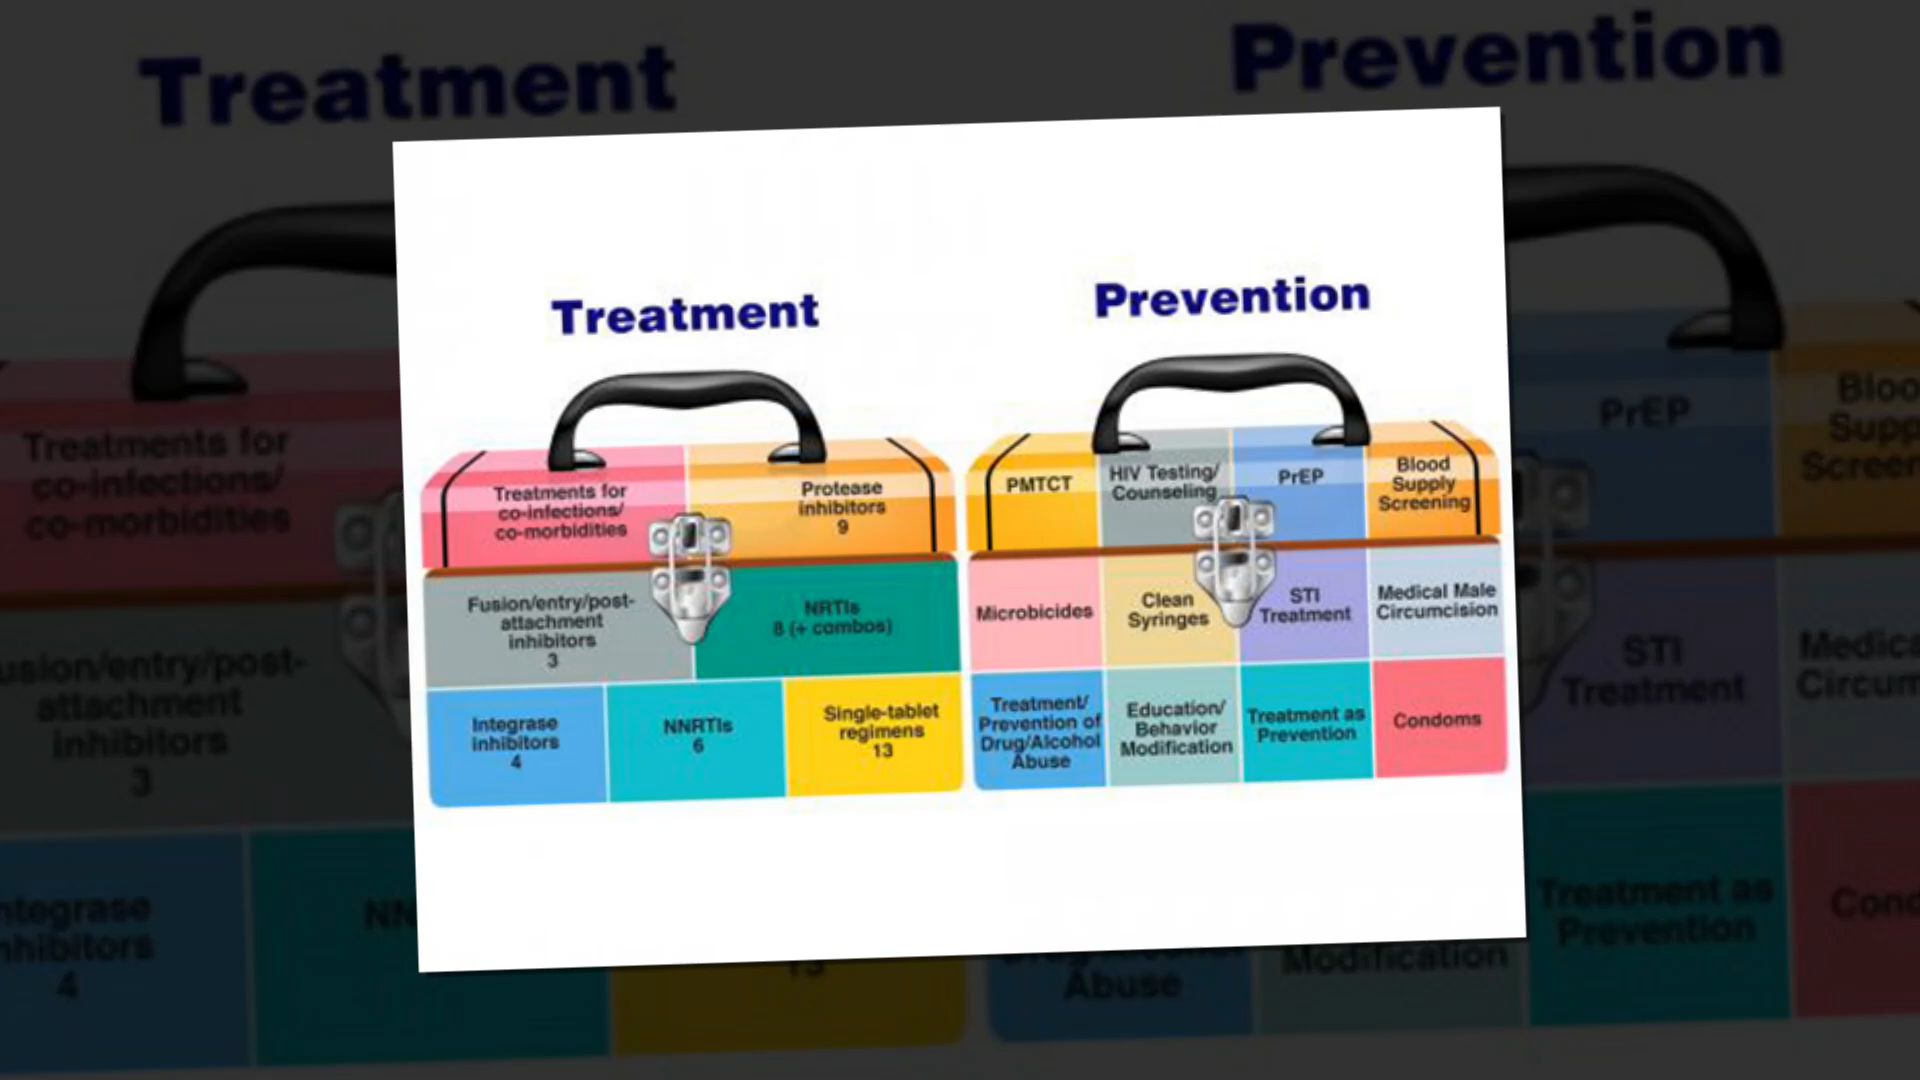 Treatment
Treatments for
co-infections/
co-morbidities
Protease
inhibitors
9
Fusion/entry/post-
attachment
inhibitors
3
NRTIs
8 (+ combos)
Integrase
inhibitors
4
NNRTIs
6
Single-tablet
regimens
13
Prevention
PMTCT
HIV Testing/
Counseling
PrEP
Blood
Supply
Screening
Microbicides
Clean
Syringes
STI
Treatment
Medical Male
Circumcision
Treatment/
Prevention of
Drug/Alcohol
Abuse
Education/
Behavior
Modification
Treatment as
Prevention
Condoms